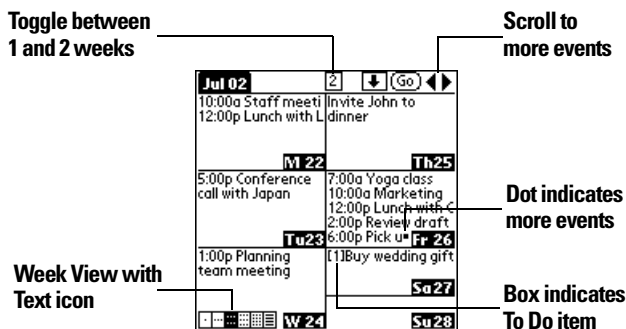 Toggle between
1 and 2 weeks
Scroll to
more events
Jul 02
2
Go
10:00a Staff meeti
12:00p Lunch with L
M 22
Invite John to
dinner
Th25
5:00p Conference
call with Japan
Tu23
7:00a Yoga class
10:00a Marketing
12:00p Lunch with C
2:00p Review draft
6:00p Pick u
Fr 26
Dot indicates
more events
1:00p Planning
team meeting
W 24
[1]Buy wedding gift
Sa27
Su28
Week View with
Text icon
Box indicates
To Do item